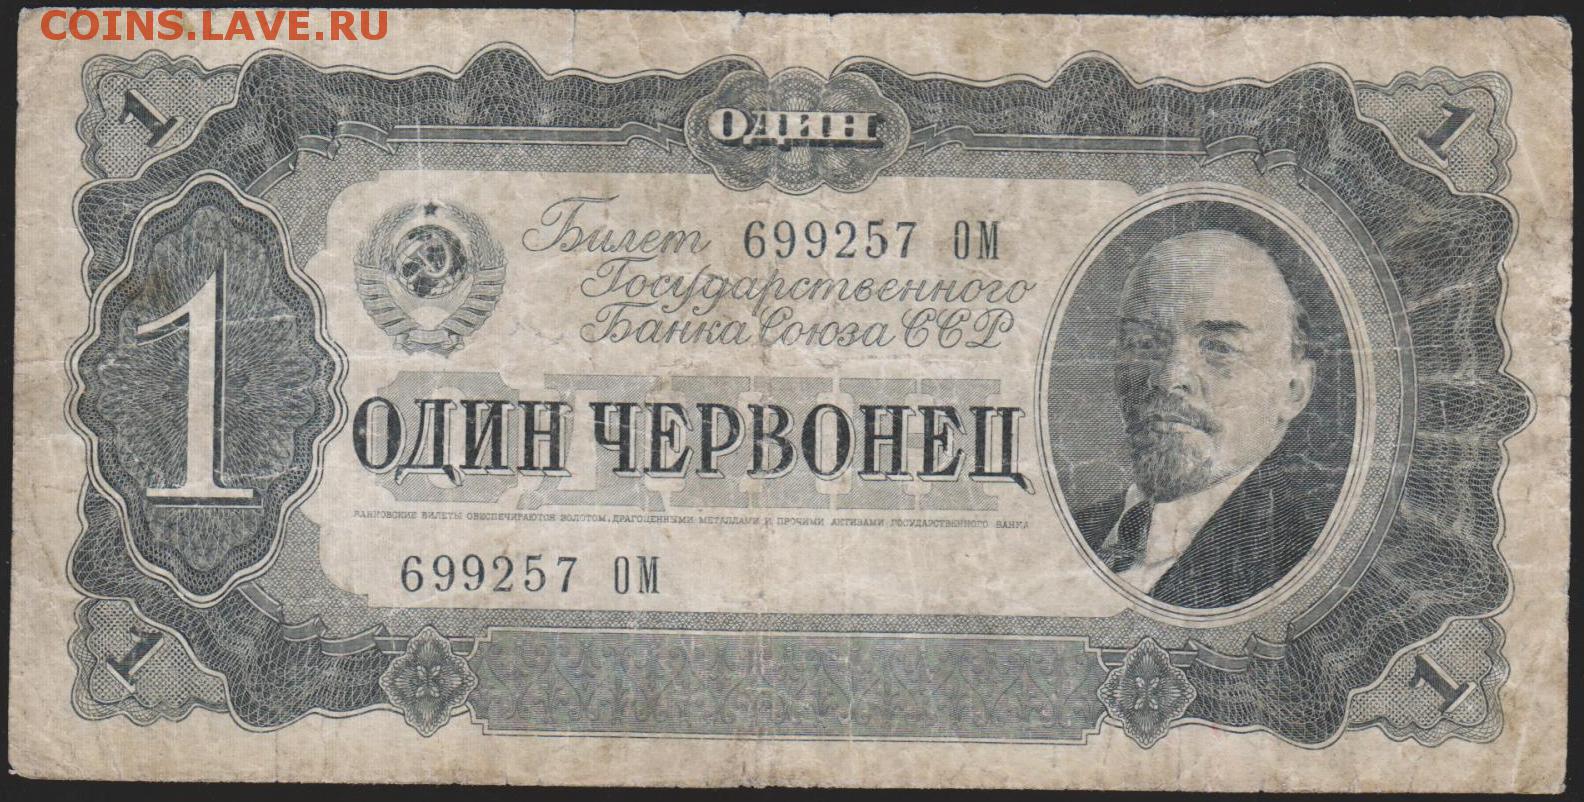 COINS.LAVE.RU
1
1
ОДИН
Билет 699257 ОМ
Государственного
Банка Союза ССР
1
ОДИН
ОДИН ЧЕРВОНЕЦ
БАНКОВСКИЕ БИЛЕТЫ ОБЕСПЕЧИВАЮТСЯ ЗОЛОТОМ, ДРАГОЦЕННЫМИ МЕТАЛЛАМИ И ПРОЧИМИ АКТИВАМИ ГОСУДАРСТВЕННОГО БАНКА
699257 ОМ
1
1